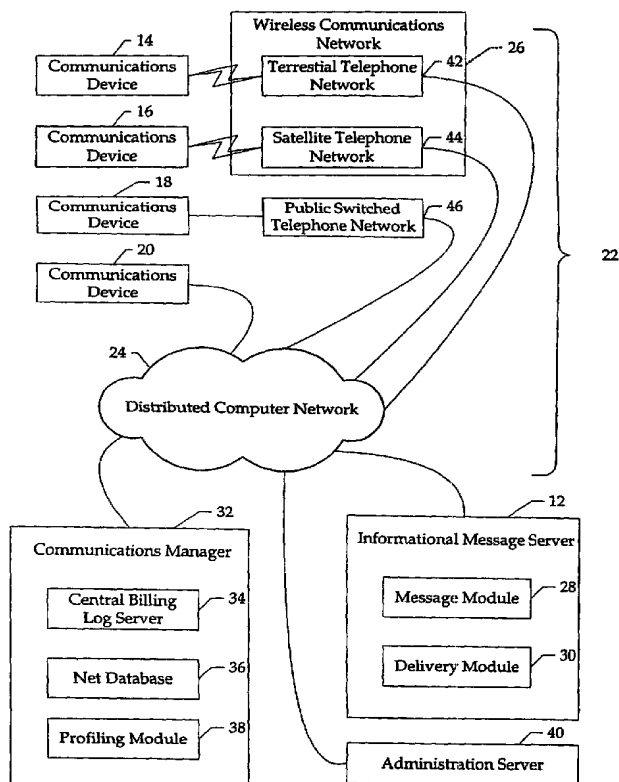 Wireless Communications
Network
26
14
Communications
Device
Terrestial Telephone
Network
42
16
Communications
Device
Satellite Telephone
Network
44
18
Communications
Device
Public Switched
Telephone Network
46
20
Communications
Device
22
24
Distributed Computer Network
32
Communications Manager
Central Billing
Log Server
34
Net Database
36
Profiling Module
38
12
Informational Message Server
Message Module
28
Delivery Module
30
40
Administration Server